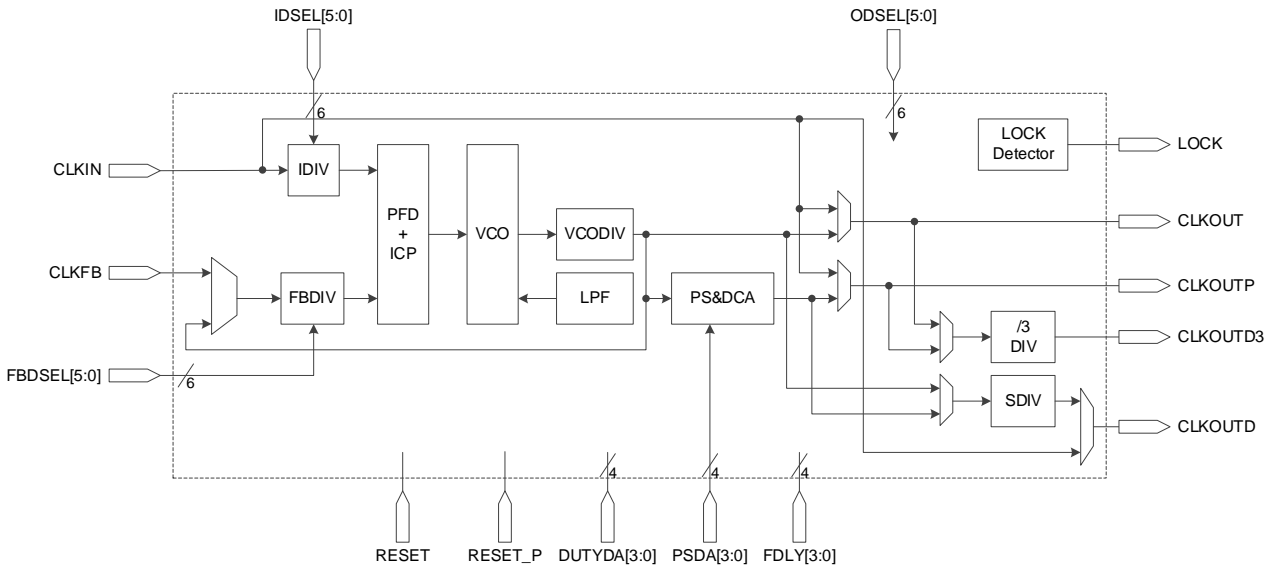 IDSEL[5:0]
ODSEL[5:0]
6
6
LOCK
Detector
LOCK
CLKIN
IDIV
PFD
+
ICP
VCO
VCODIV
CLKOUT
CLKFB
FBDIV
LPF
PS&DCA
CLKOUTP
/3
DIV
CLKOUTD3
FBDSEL[5:0]
6
SDIV
CLKOUTD
4
4
4
RESET
RESET_P
DUTYDA[3:0]
PSDA[3:0]
FDLY[3:0]